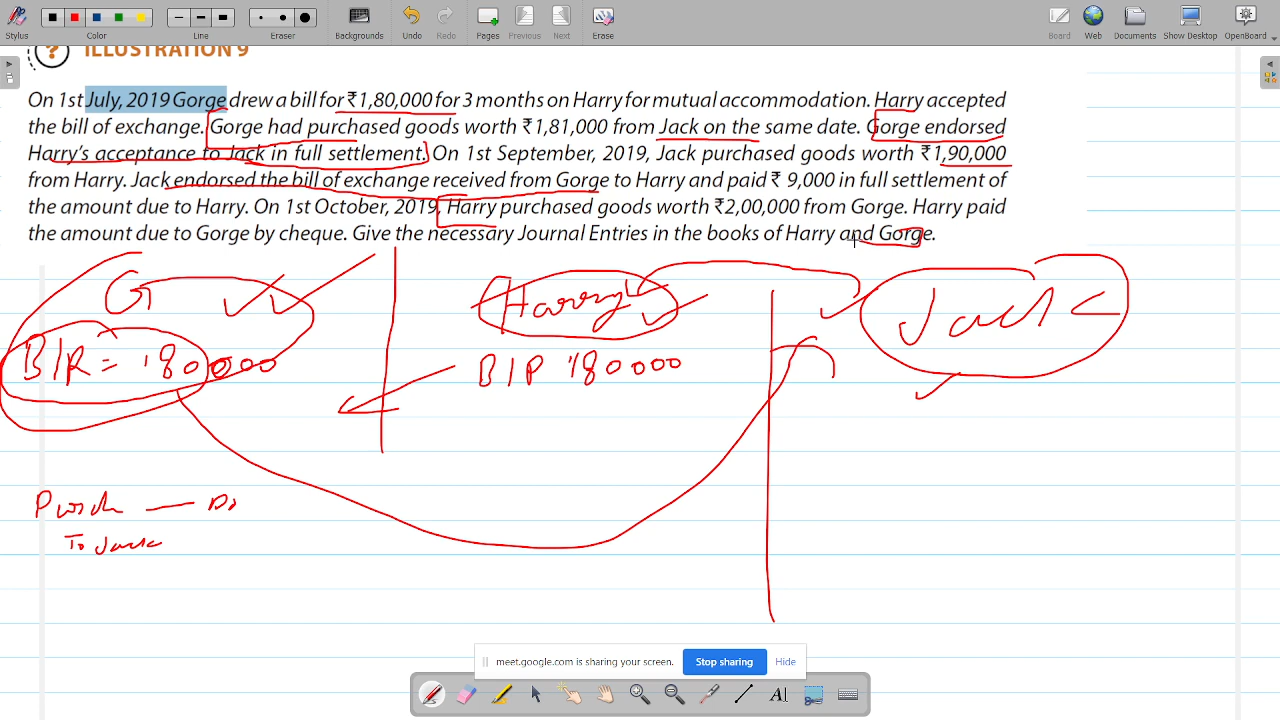 Stylus Color Line Eraser Backgrounds Undo Redo Pages Previous Next Erase Board Web Documents Show Desktop OpenBoard
? ILLUSTRATION 9
On 1st July, 2019 Gorge drew a bill for ₹1,80,000 for 3 months on Harry for mutual accommodation. Harry accepted
the bill of exchange. Gorge had purchased goods worth ₹1,81,000 from Jack on the same date. Gorge endorsed
Harry's acceptance to Jack in full settlement. On 1st September, 2019, Jack purchased goods worth ₹1,90,000
from Harry. Jack endorsed the bill of exchange received from Gorge to Harry and paid ₹ 9,000 in full settlement of
the amount due to Harry. On 1st October, 2019, Harry purchased goods worth ₹2,00,000 from Gorge. Harry paid
the amount due to Gorge by cheque. Give the necessary Journal Entries in the books of Harry and Gorge.
G Harry Jack
B/R = 180000 B/P 180000
Purch — Dr
To Jack
meet.google.com is sharing your screen. Stop sharing Hide
AI